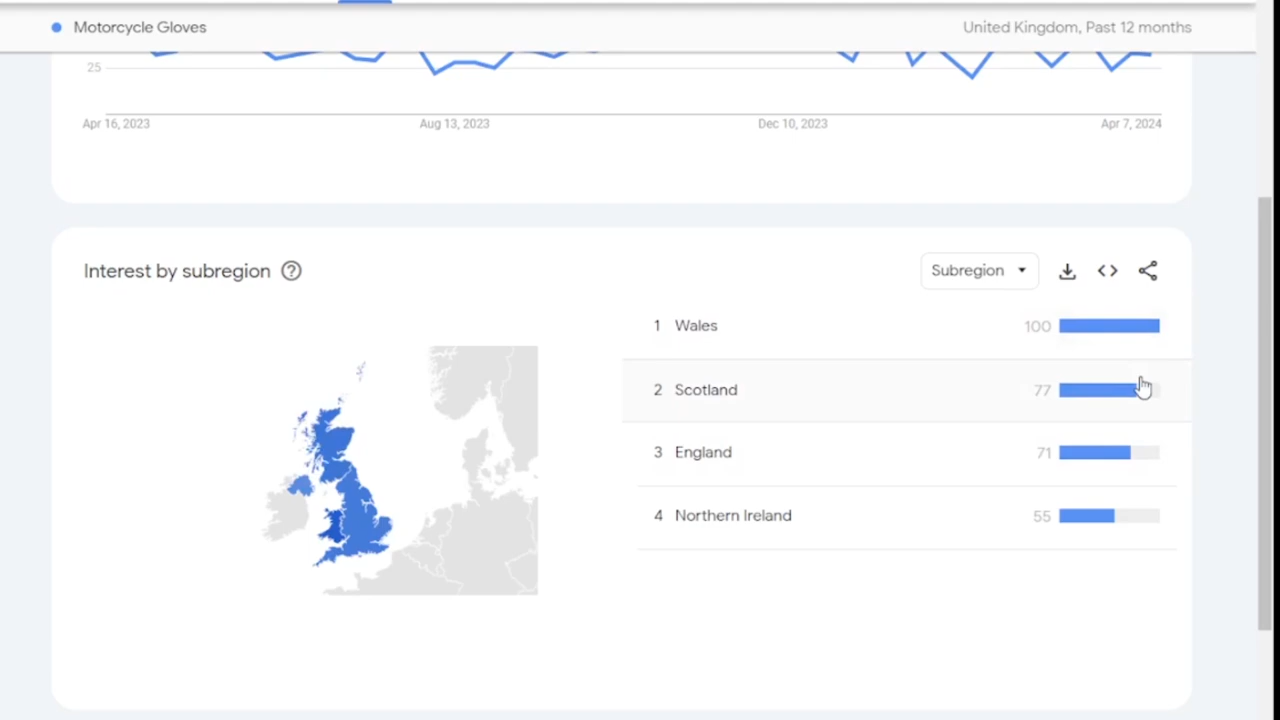 Motorcycle Gloves
United Kingdom, Past 12 months
25
Apr 16, 2023
Aug 13, 2023
Dec 10, 2023
Apr 7, 2024
Interest by subregion
Subregion
1 Wales 100
2 Scotland 77
3 England 71
4 Northern Ireland 55